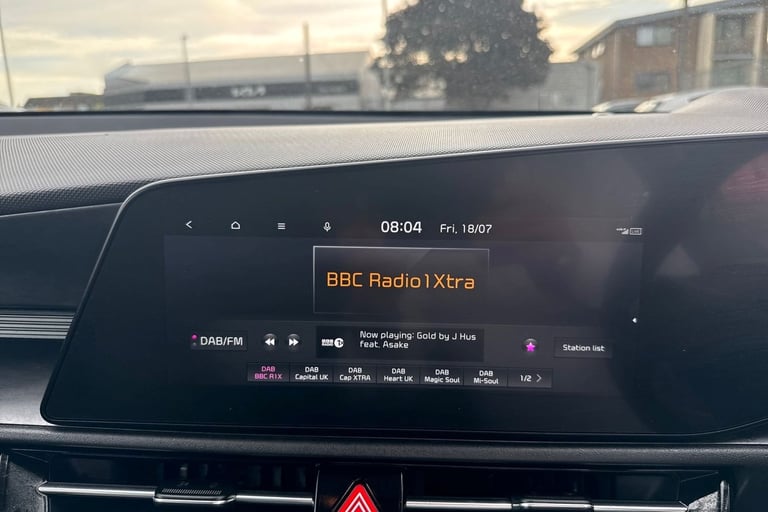 KIA
08:04 Fri, 18/07
BBC Radio1Xtra
DAB/FM
Now playing: Gold by J Hus
feat. Asake
Station list
DAB
BBC R1X
DAB
Capital UK
DAB
Cap XTRA
DAB
Heart UK
DAB
Magic Soul
DAB
Mi-Soul
1/2